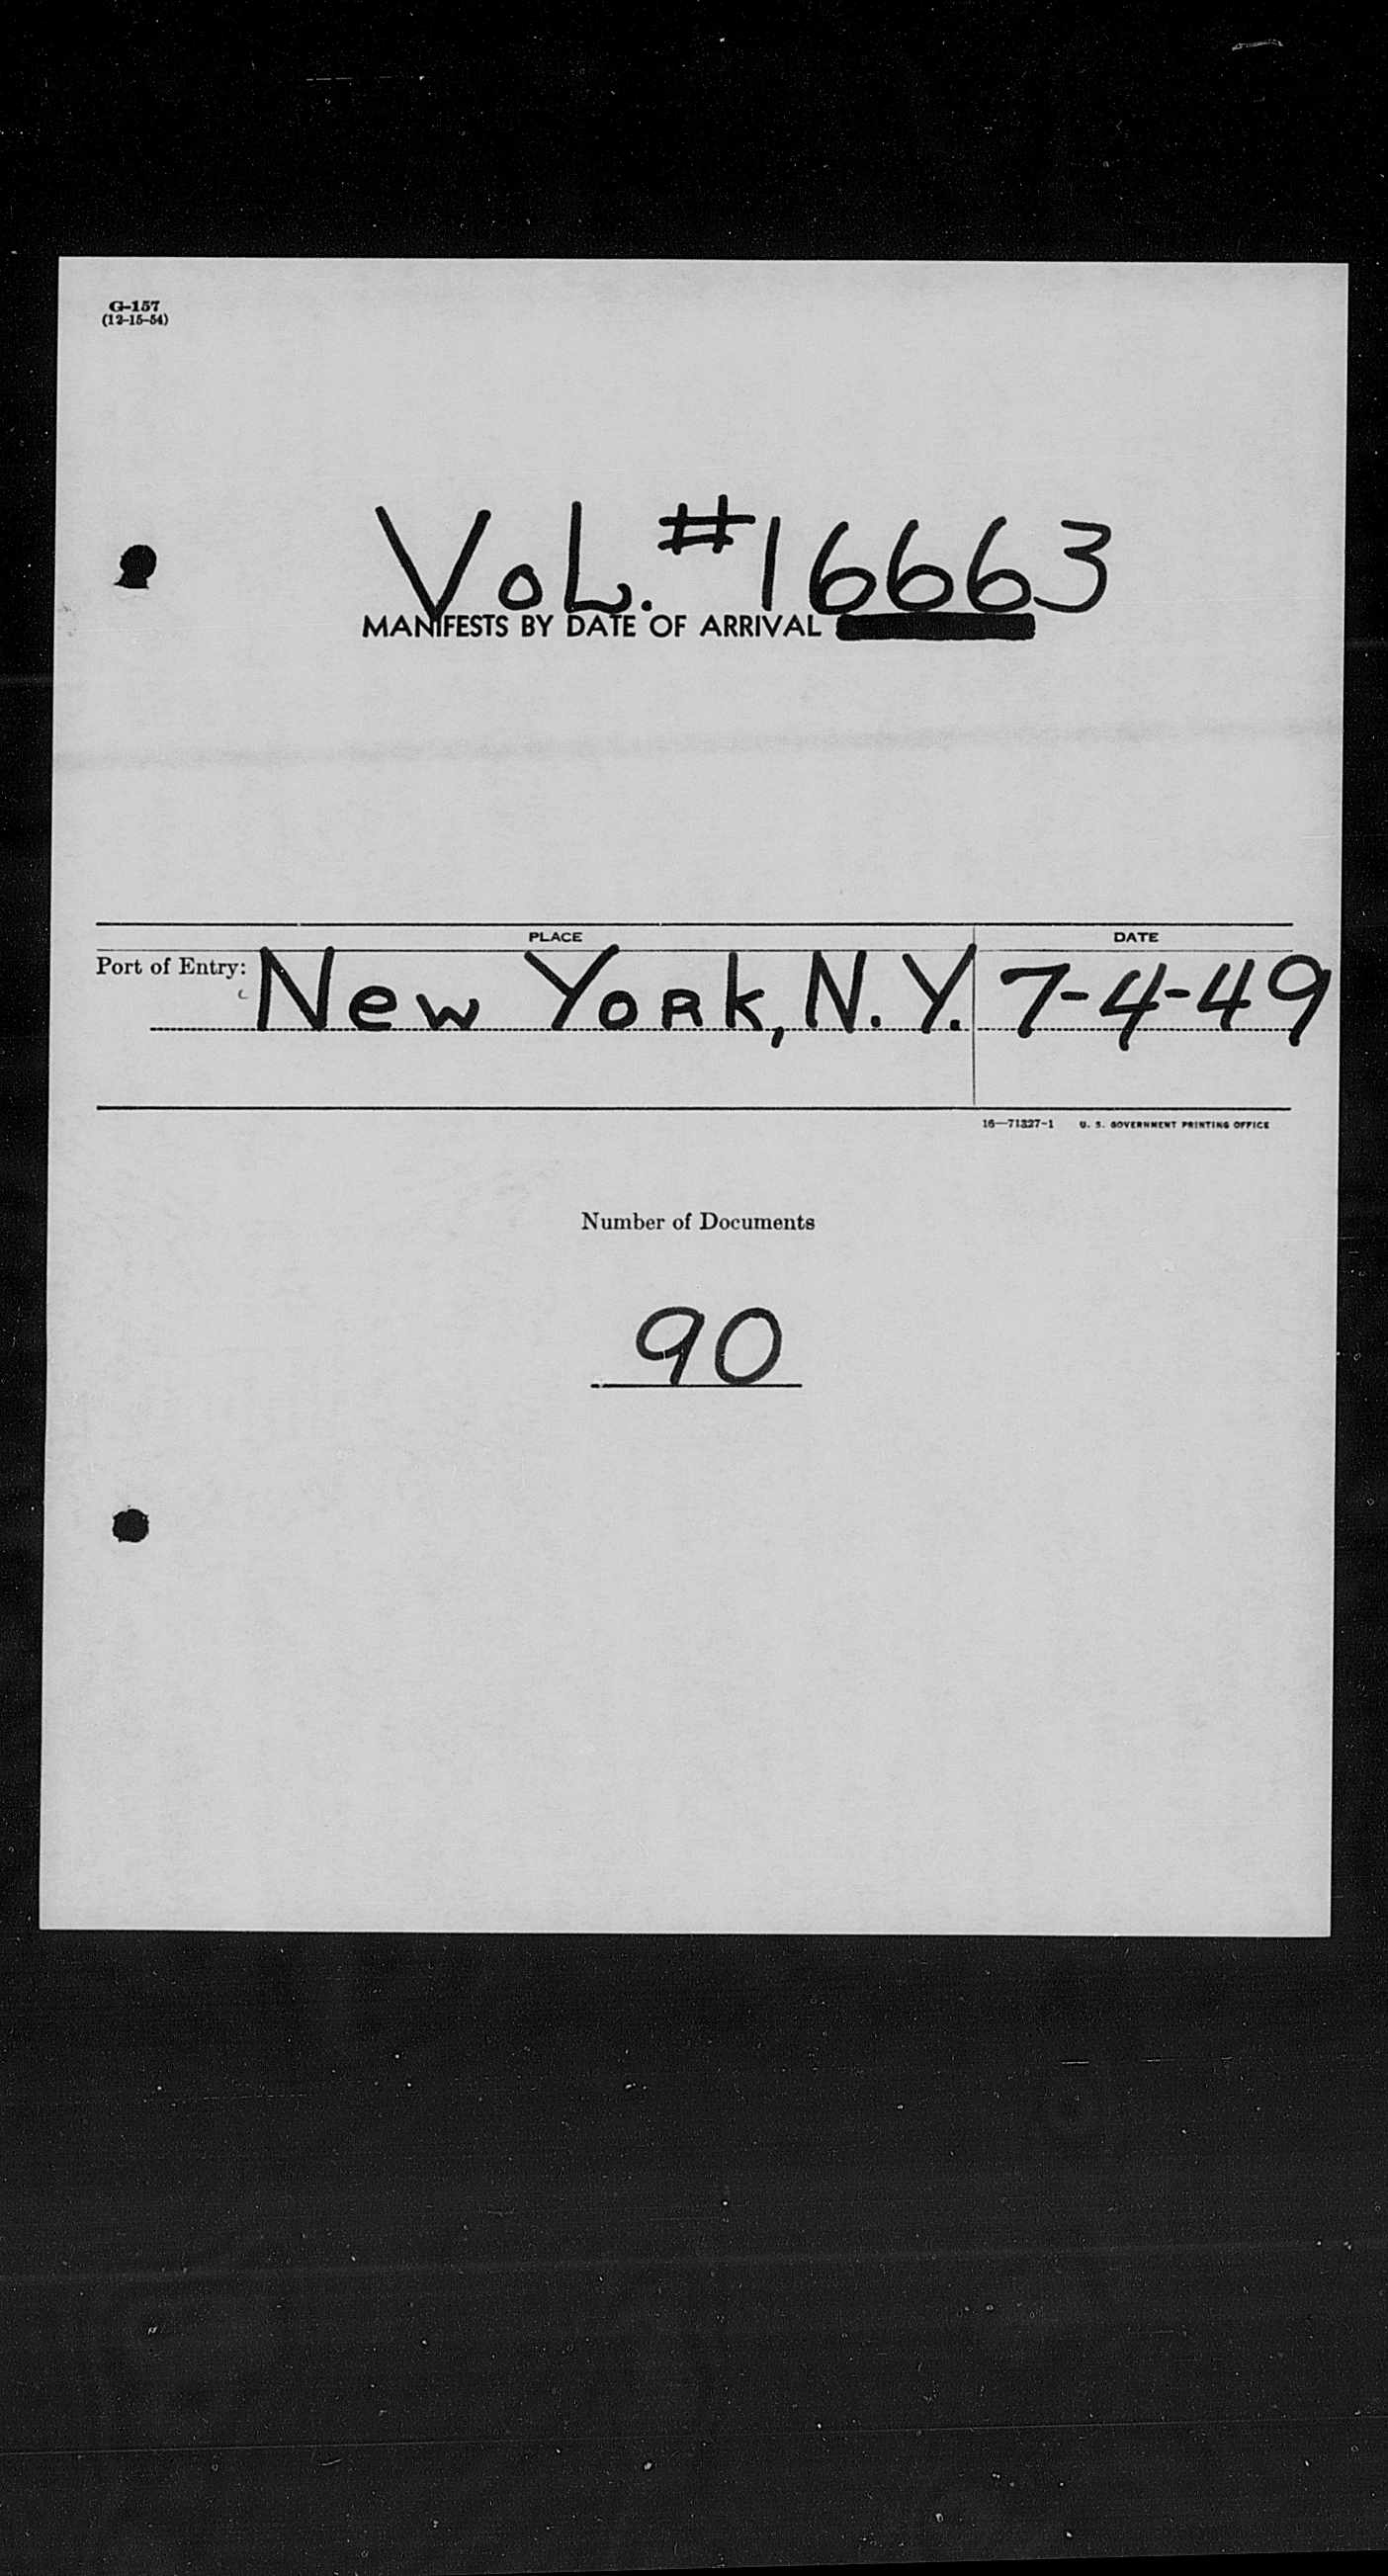 G-157
(12-15-54)
VoL. #16663
MANIFESTS BY DATE OF ARRIVAL
PLACE DATE
Port of Entry: New York, N.Y. 7-4-49
16—71327-1 U. S. GOVERNMENT PRINTING OFFICE
Number of Documents
90